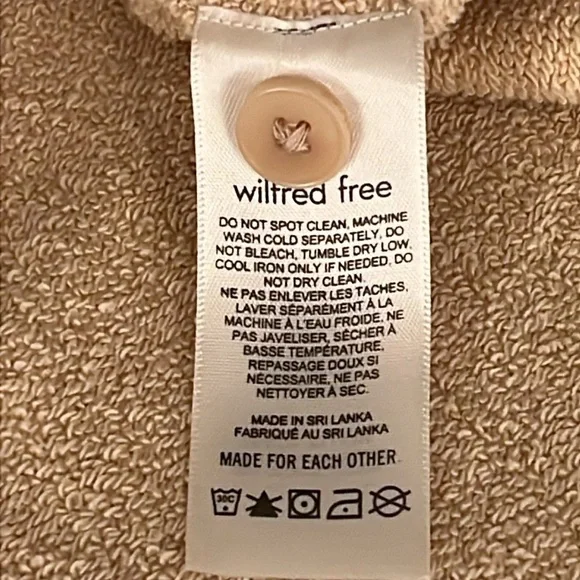 wilfred free
DO NOT SPOT CLEAN, MACHINE
WASH COLD SEPARATELY, DO
NOT BLEACH, TUMBLE DRY LOW,
COOL IRON ONLY IF NEEDED, DO
NOT DRY CLEAN.
NE PAS ENLEVER LES TACHES,
LAVER SÉPARÉMENT À LA
MACHINE À L'EAU FROIDE, NE
PAS JAVELISER, SÉCHER À
BASSE TEMPÉRATURE,
REPASSAGE DOUX SI
NÉCESSAIRE, NE PAS
NETTOYER À SEC.
MADE IN SRI LANKA
FABRIQUÉ AU SRI LANKA
MADE FOR EACH OTHER
30C